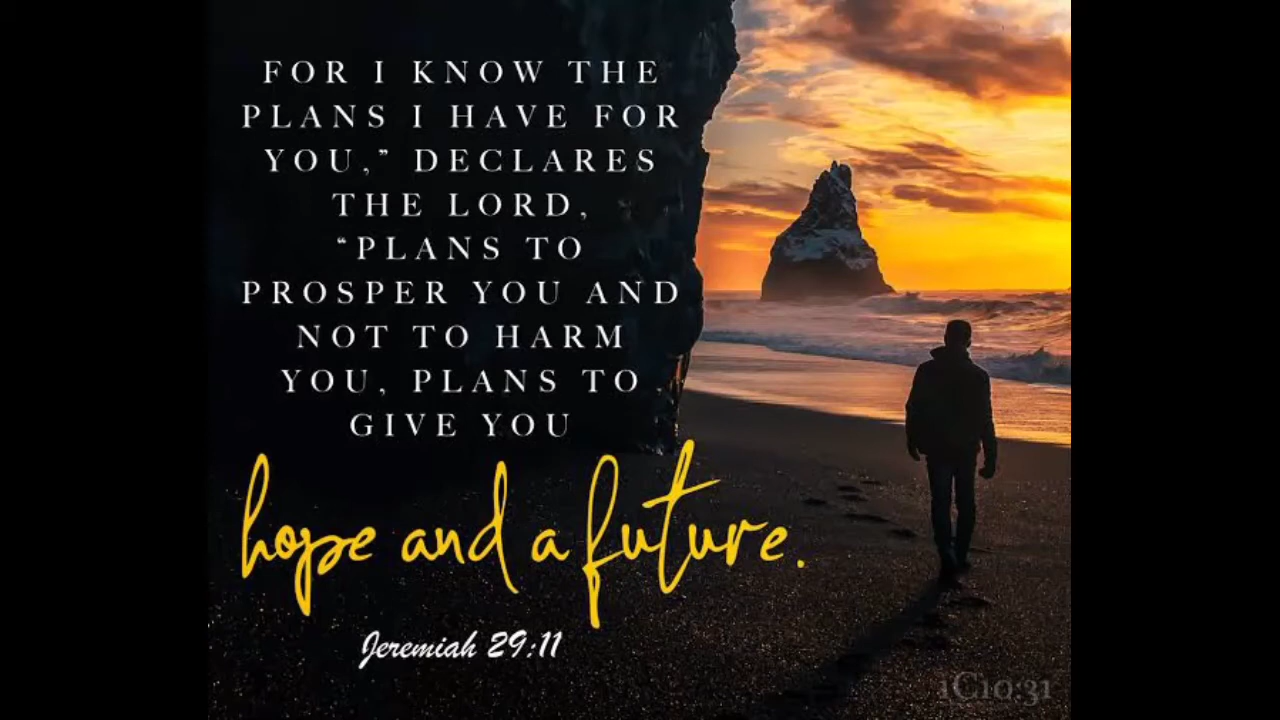 FOR I KNOW THE
PLANS I HAVE FOR
YOU,” DECLARES
THE LORD,
“PLANS TO
PROSPER YOU AND
NOT TO HARM
YOU, PLANS TO
GIVE YOU
hope and a future.
Jeremiah 29:11
1C10:31